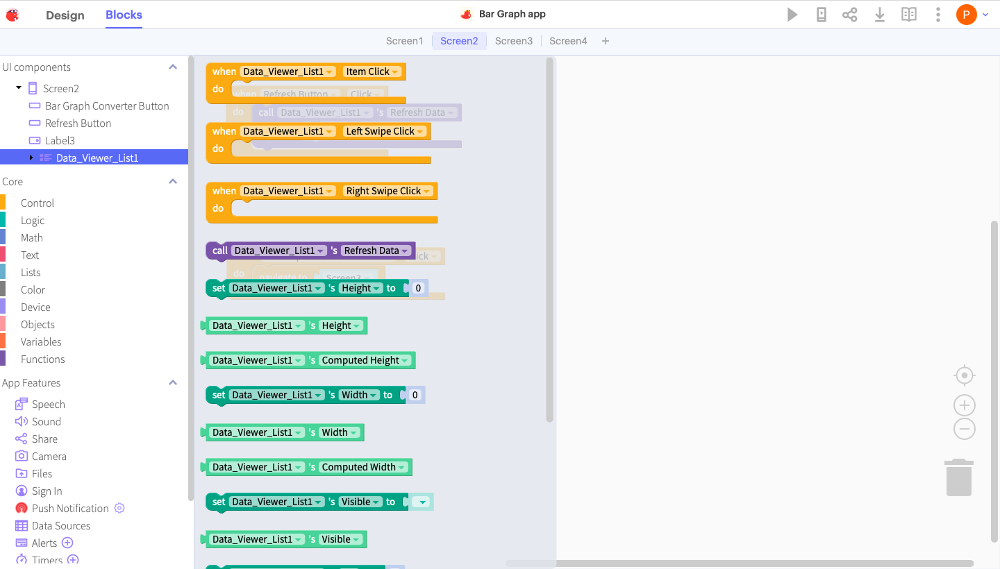 Design
Blocks
Bar Graph app
P
Screen1
Screen2
Screen3
Screen4
+
UI components
Screen2
Bar Graph Converter Button
Refresh Button
Label3
Data_Viewer_List1
Core
Control
Logic
Math
Text
Lists
Color
Device
Objects
Variables
Functions
App Features
Speech
Sound
Share
Camera
Files
Sign In
Push Notification
Data Sources
Alerts
Timers
when Data_Viewer_List1 Item Click
do
when Refresh Button Click
do call Data_Viewer_List1 's Refresh Data
when Data_Viewer_List1 Left Swipe Click
do
when Data_Viewer_List1 Right Swipe Click
do
call Data_Viewer_List1 's Refresh Data
Click
do navigate to Screen3
set Data_Viewer_List1 's Height to 0
Data_Viewer_List1 's Height
Data_Viewer_List1 's Computed Height
set Data_Viewer_List1 's Width to 0
Data_Viewer_List1 's Width
Data_Viewer_List1 's Computed Width
set Data_Viewer_List1 's Visible to
Data_Viewer_List1 's Visible